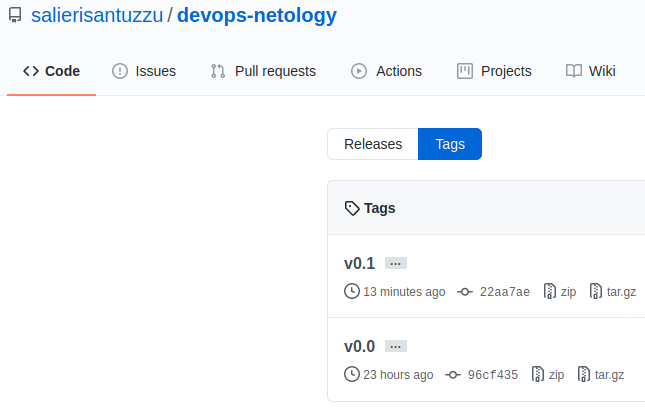 salierisantuzzu / devops-netology
Code Issues Pull requests Actions Projects Wiki
Releases Tags
Tags
v0.1 ...
13 minutes ago 22aa7ae zip tar.gz
v0.0 ...
23 hours ago 96cf435 zip tar.gz